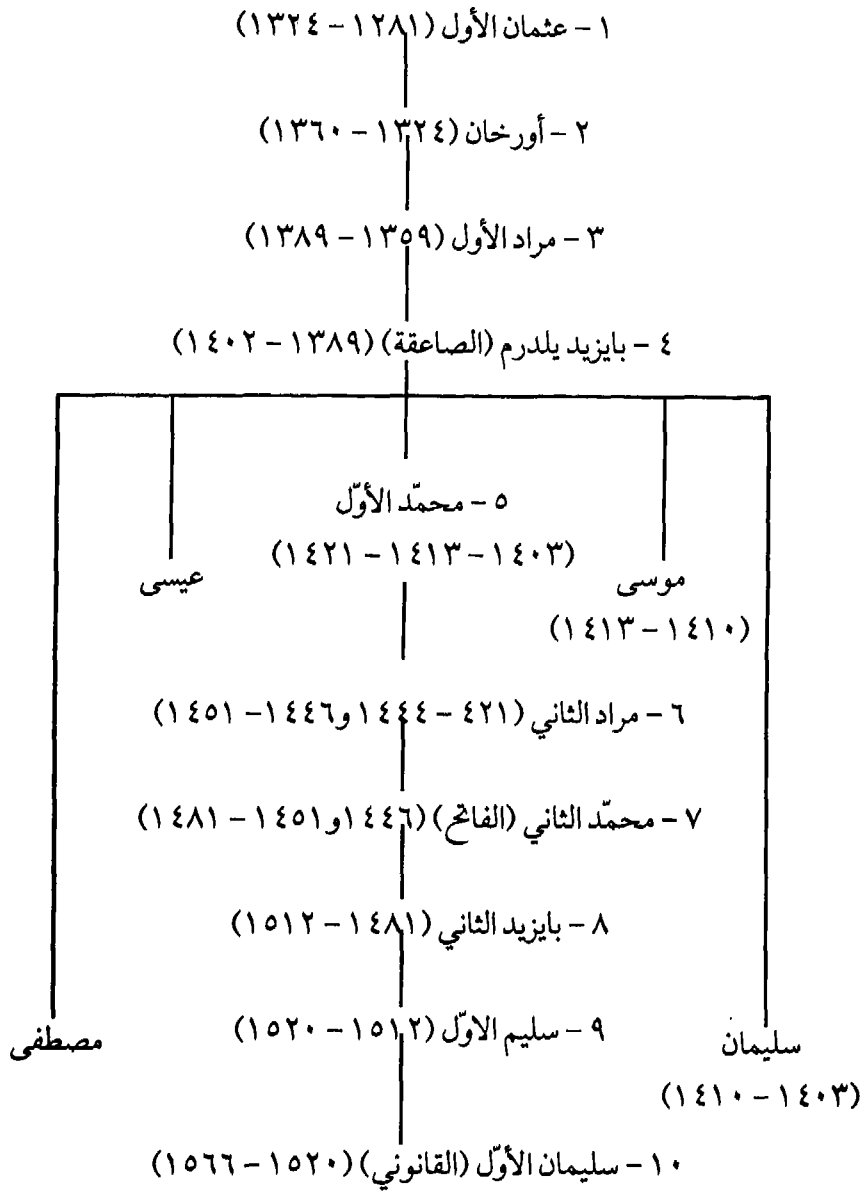 ١ – عثمان الأول (١٢٨١ – ١٣٢٤)
٢ – أورخان (١٣٢٤ – ١٣٦٠)
٣ – مراد الأول (١٣٥٩ – ١٣٨٩)
٤ – بايزيد يلدرم (الصاعقة) (١٣٨٩ – ١٤٠٢)
٥ – محمّد الأوّل
(١٤٠٣ – ١٤١٣ – ١٤٢١)
موسى
(١٤١٠ – ١٤١٣)
عيسى
٦ – مراد الثاني (٤٢١ – ١٤٤٤ و١٤٤٦ – ١٤٥١)
٧ – محمّد الثاني (الفاتح) (١٤٤٦ و١٤٥١ – ١٤٨١)
٨ – بايزيد الثاني (١٤٨١ – ١٥١٢)
٩ – سليم الاوّل (١٥١٢ – ١٥٢٠)
سليمان
(١٤٠٣ – ١٤١٠)
مصطفى
١٠ – سليمان الأوّل (القانوني) (١٥٢٠ – ١٥٦٦)